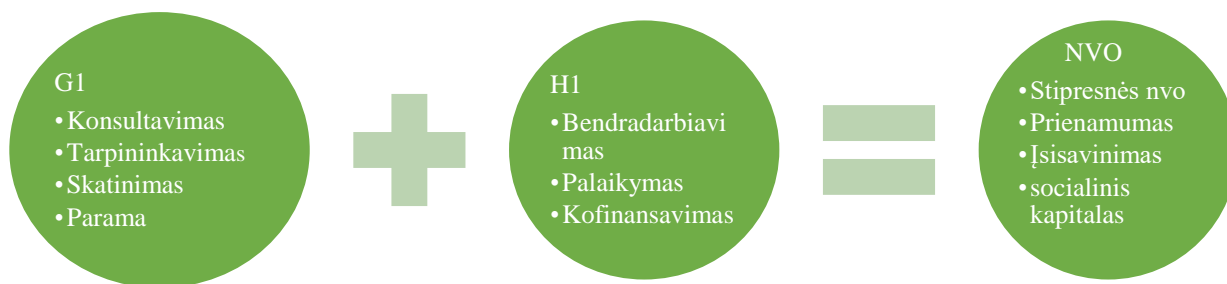 G1
•Konsultavimas
•Tarpininkavimas
•Skatinimas
•Parama
H1
•Bendradarbiavi
mas
•Palaikymas
•Kofinansavimas
NVO
•Stipresnės nvo
•Prienamumas
•Įsisavinimas
•socialinis
kapitalas